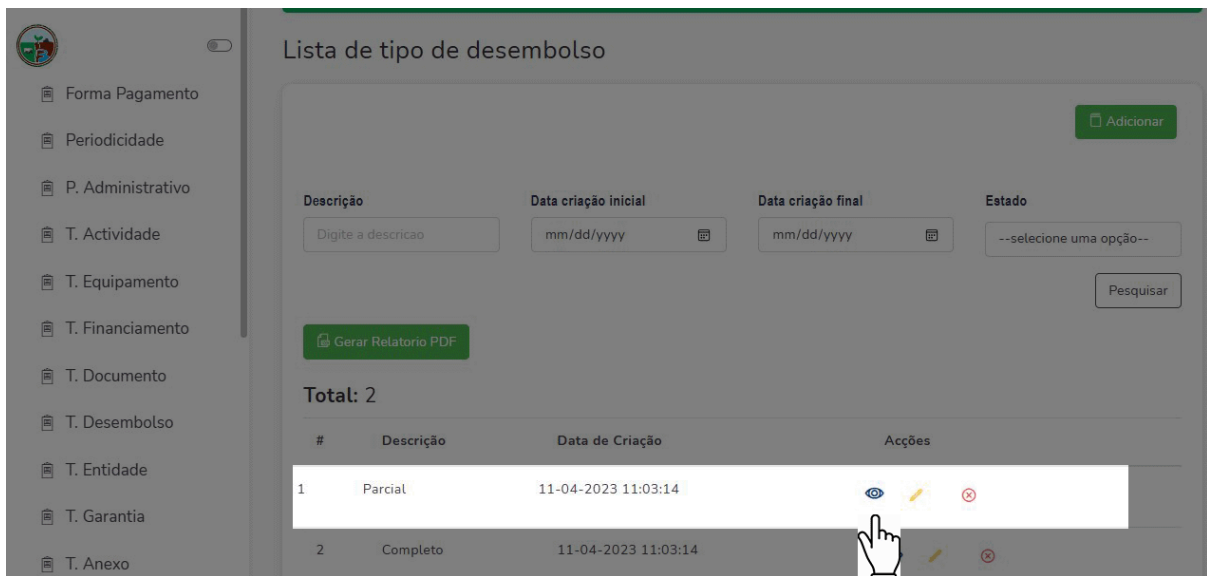 Lista de tipo de desembolso
Forma Pagamento
Periodicidade
P. Administrativo
T. Actividade
T. Equipamento
T. Financiamento
T. Documento
T. Desembolso
T. Entidade
T. Garantia
T. Anexo
Adicionar
Descrição Data criação inicial Data criação final Estado
Digite a descricao mm/dd/yyyy mm/dd/yyyy --selecione uma opção--
Pesquisar
Gerar Relatorio PDF
Total: 2
# Descrição Data de Criação Acções
1 Parcial 11-04-2023 11:03:14
2 Completo 11-04-2023 11:03:14